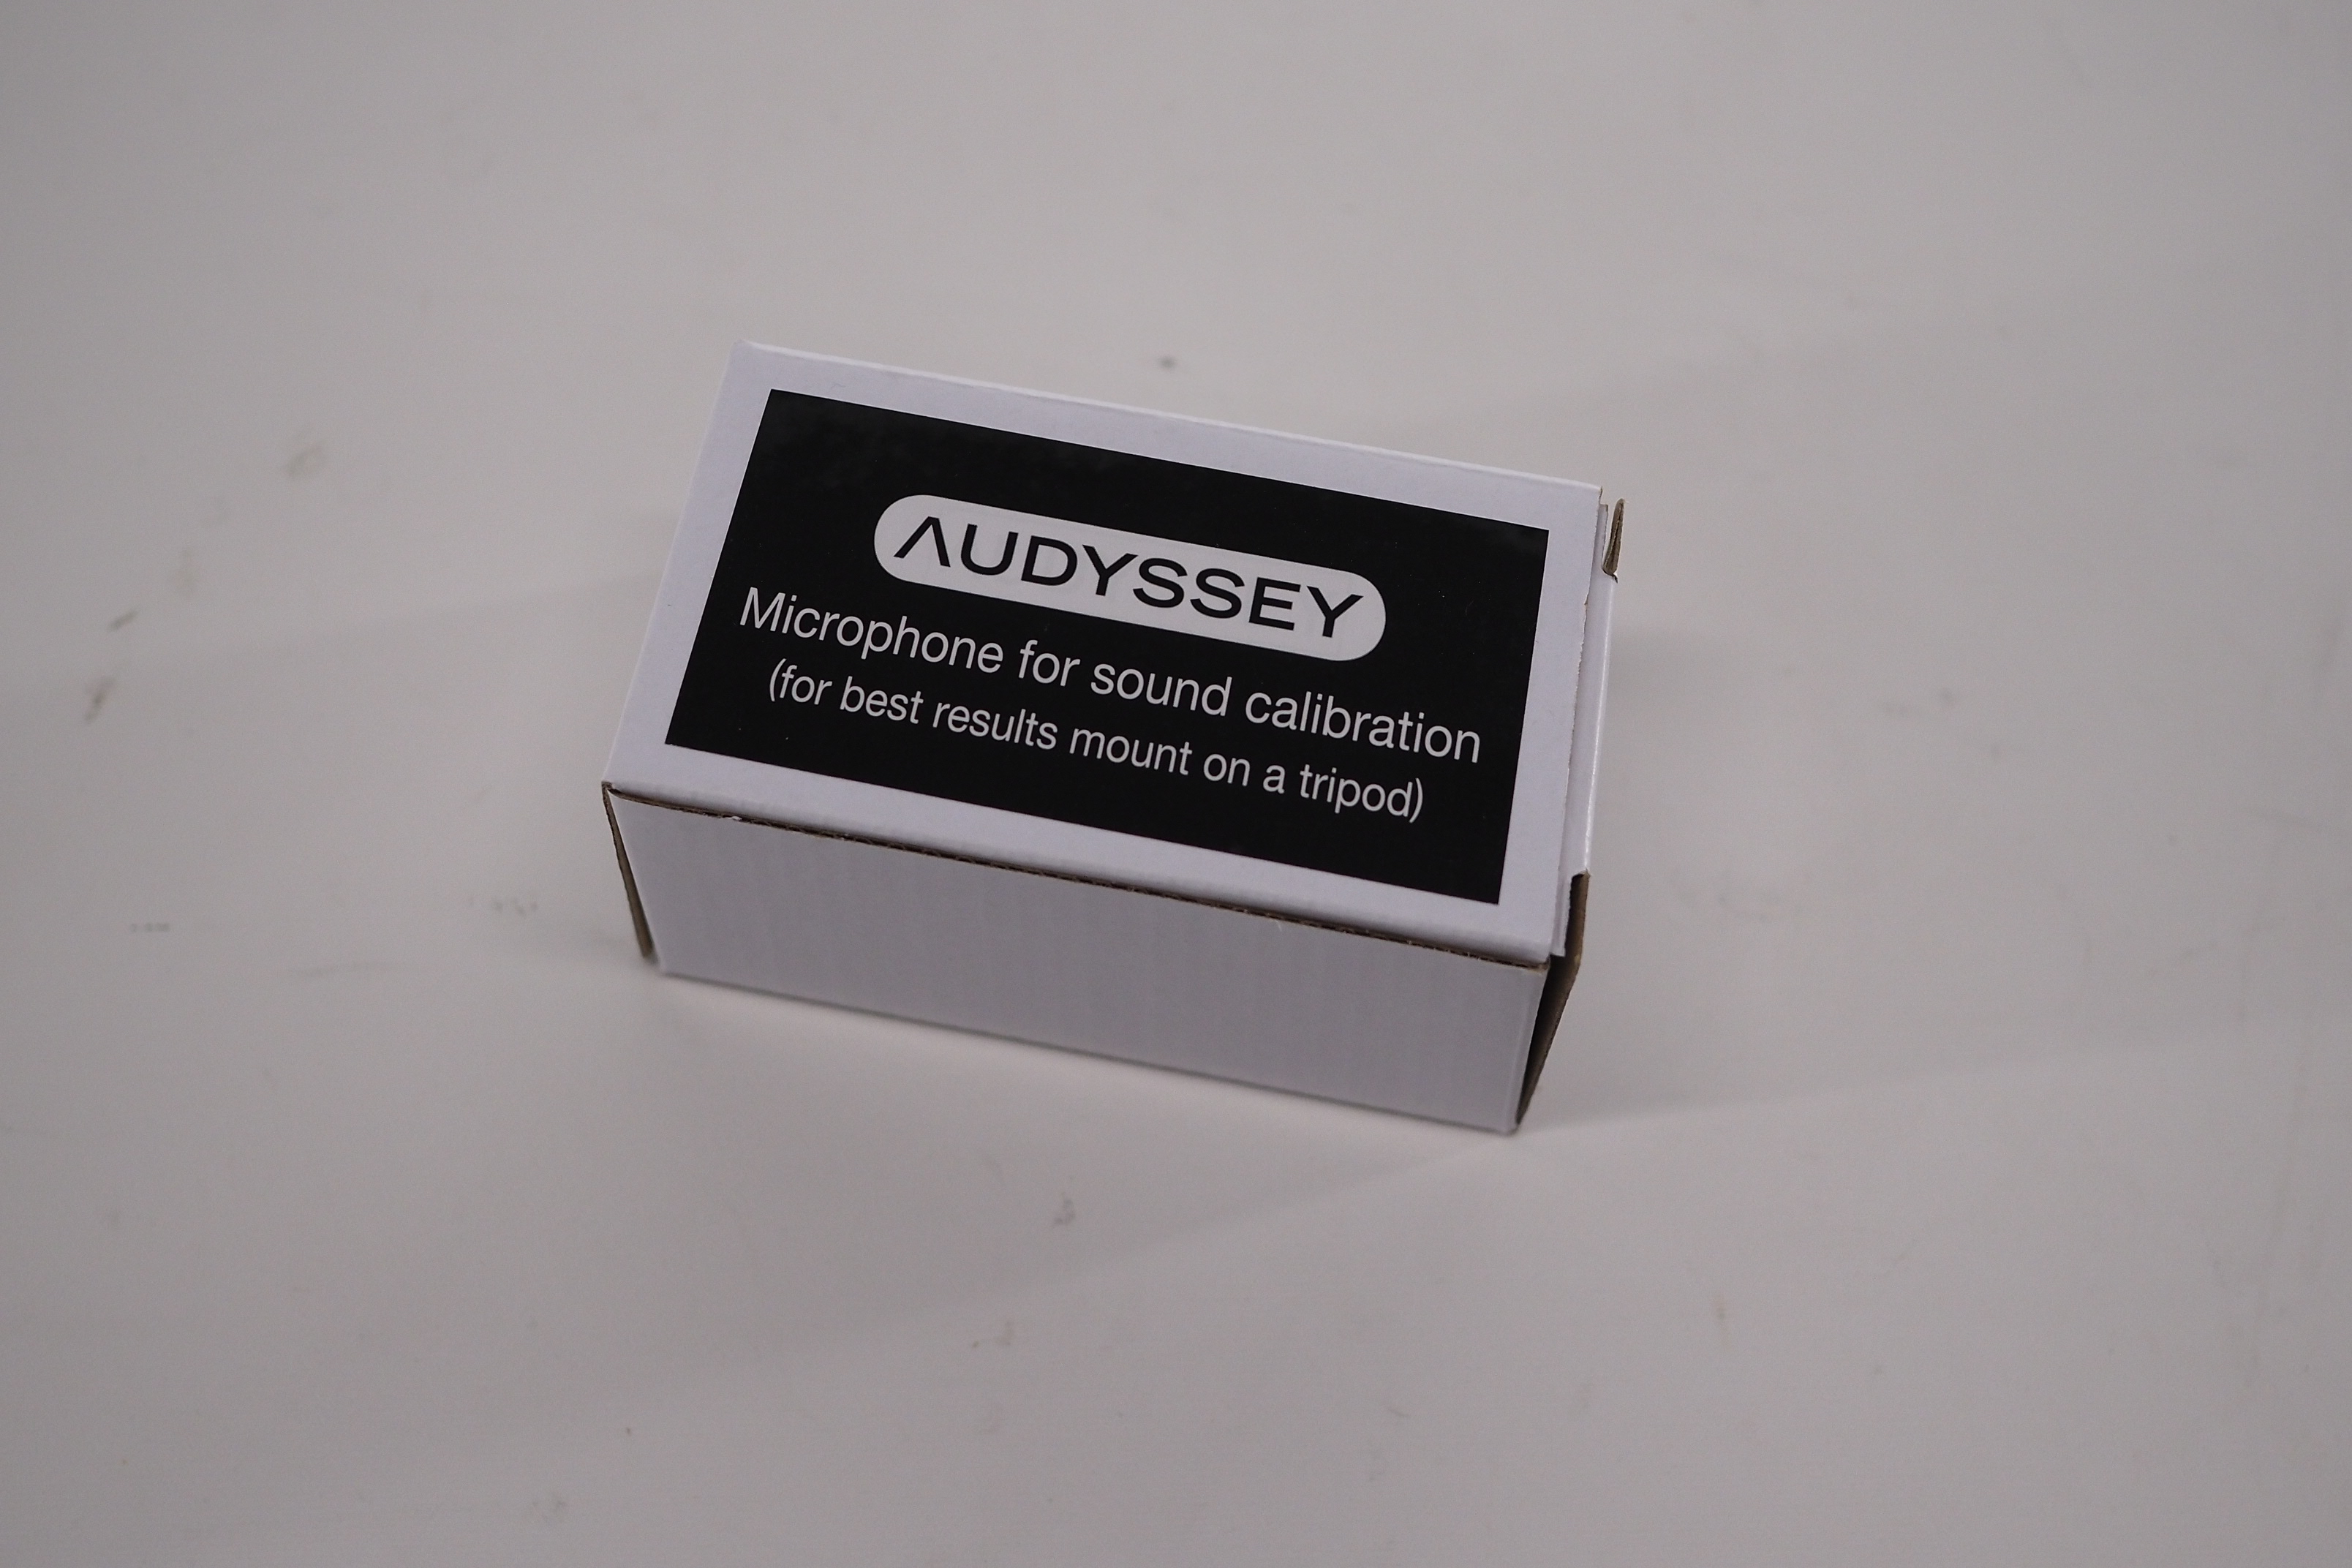 AUDYSSEY
Microphone for sound calibration
(for best results mount on a tripod)